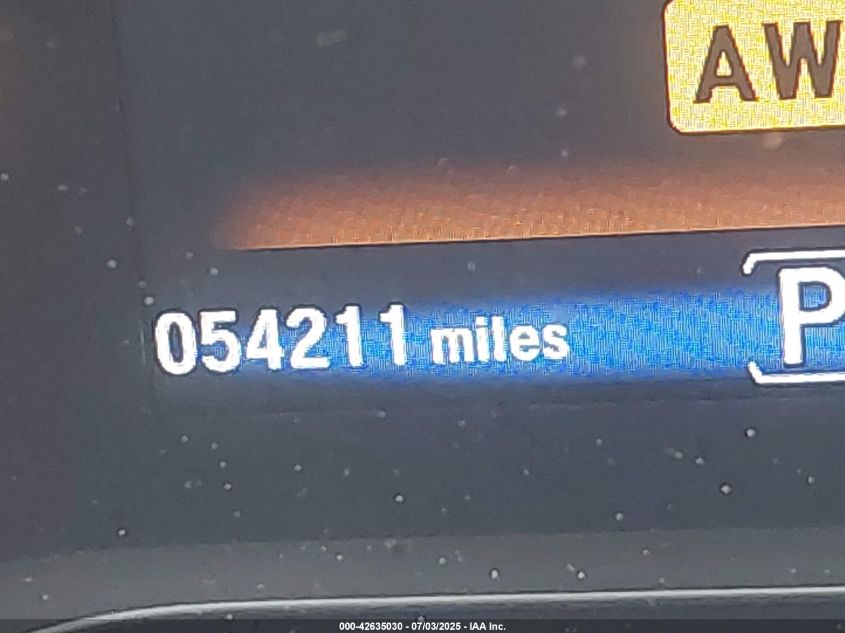 AW
054211 miles
P
000-42635030 - 07/03/2025 - IAA Inc.